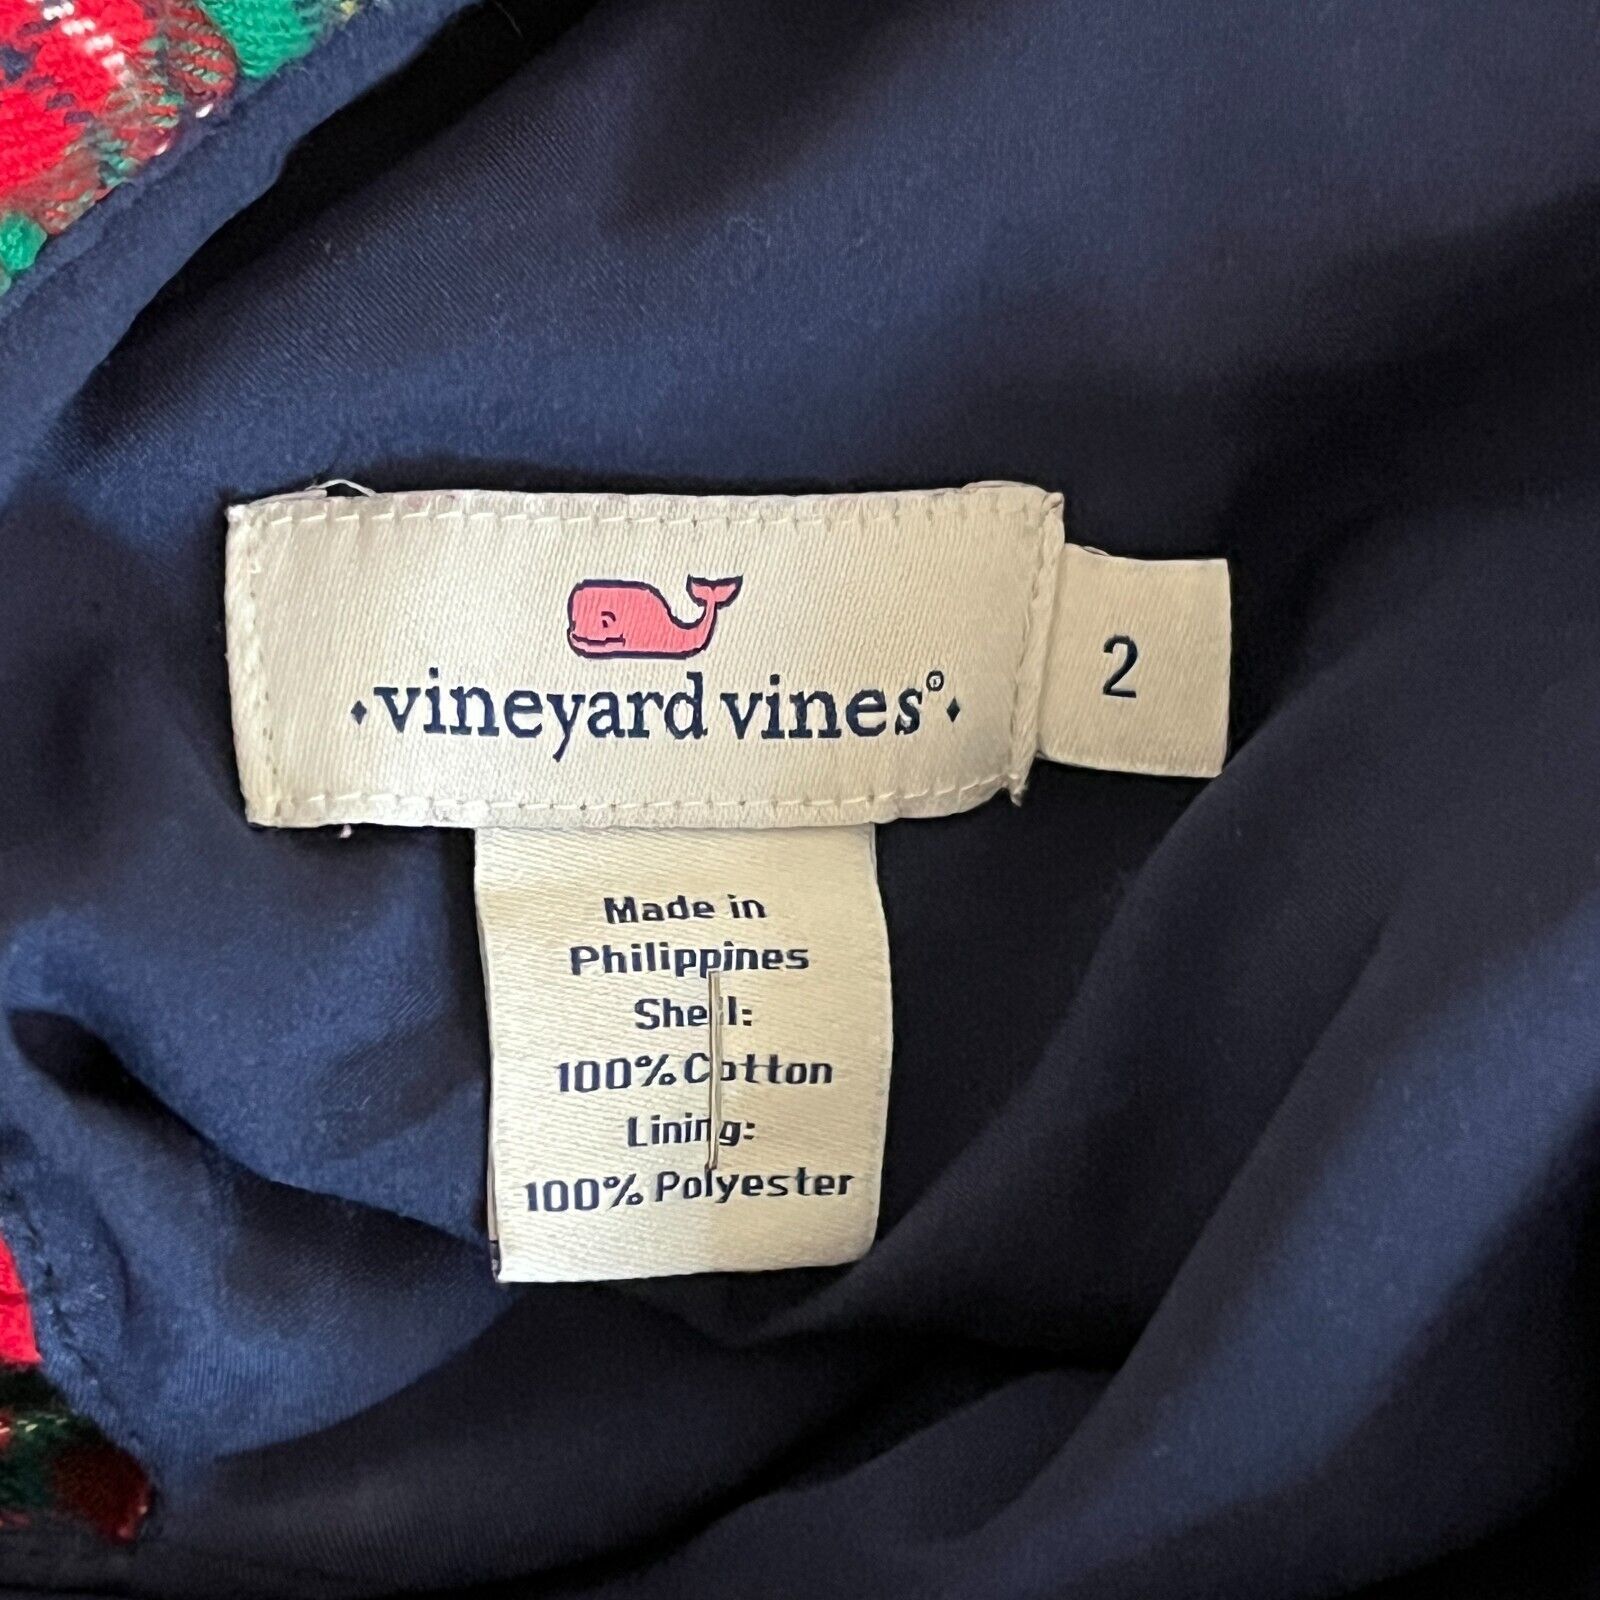 vineyard vines®
2
Made in
Philippines
Shell:
100% Cotton
Lining:
100% Polyester